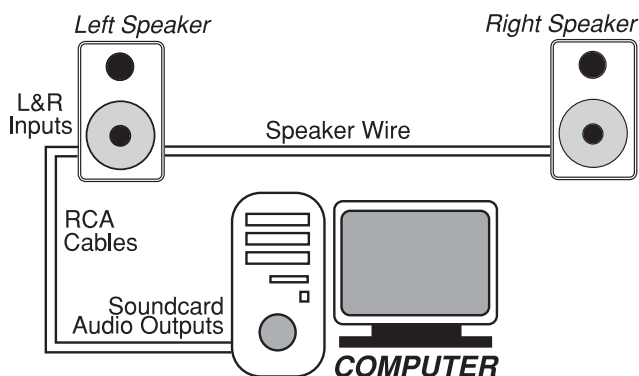 Left Speaker
Right Speaker
L&R
Inputs
Speaker Wire
RCA
Cables
Soundcard
Audio Outputs
COMPUTER